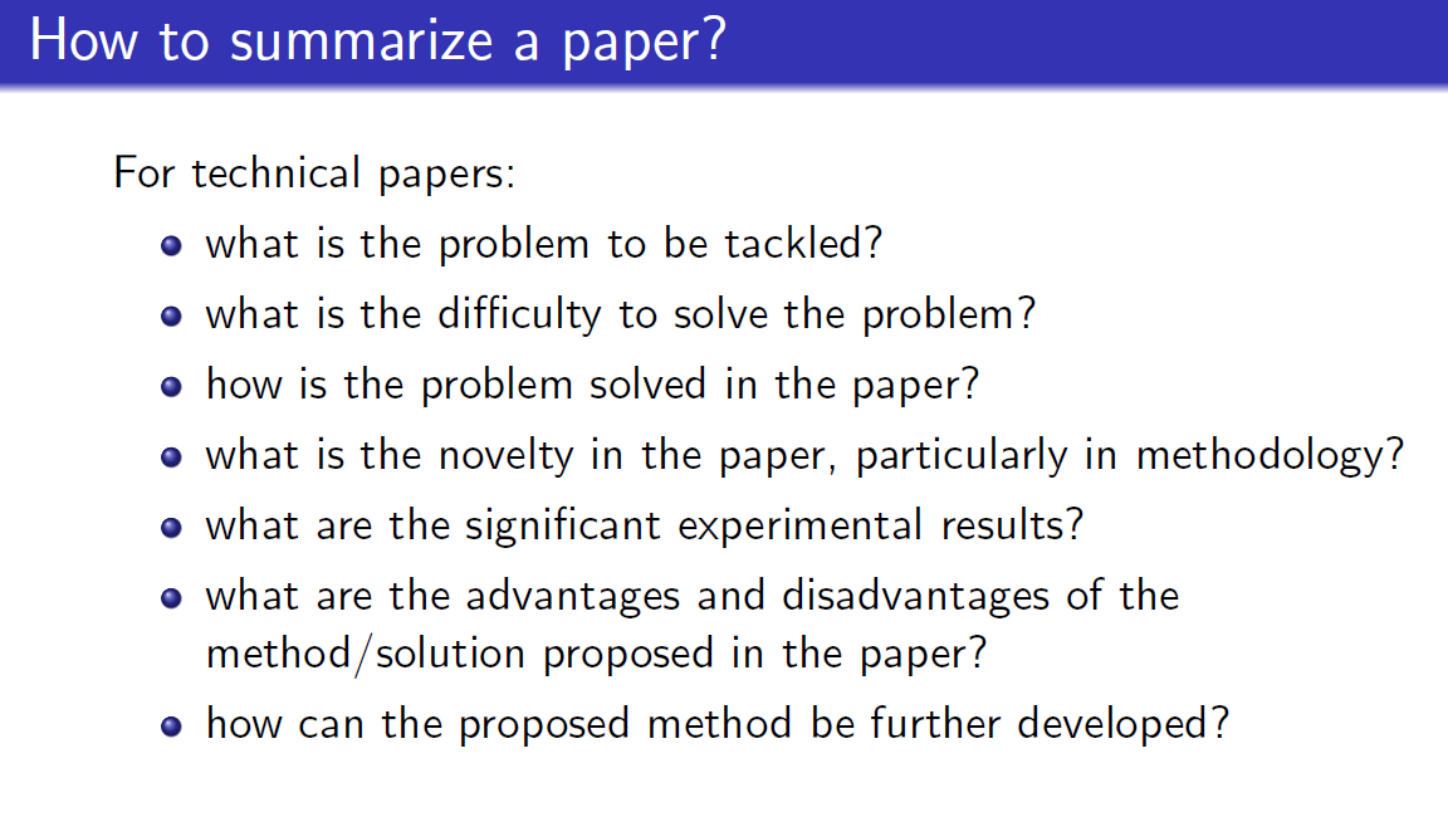 How to summarize a paper?
For technical papers:
what is the problem to be tackled?
what is the difficulty to solve the problem?
how is the problem solved in the paper?
what is the novelty in the paper, particularly in methodology?
what are the significant experimental results?
what are the advantages and disadvantages of the
method/solution proposed in the paper?
how can the proposed method be further developed?